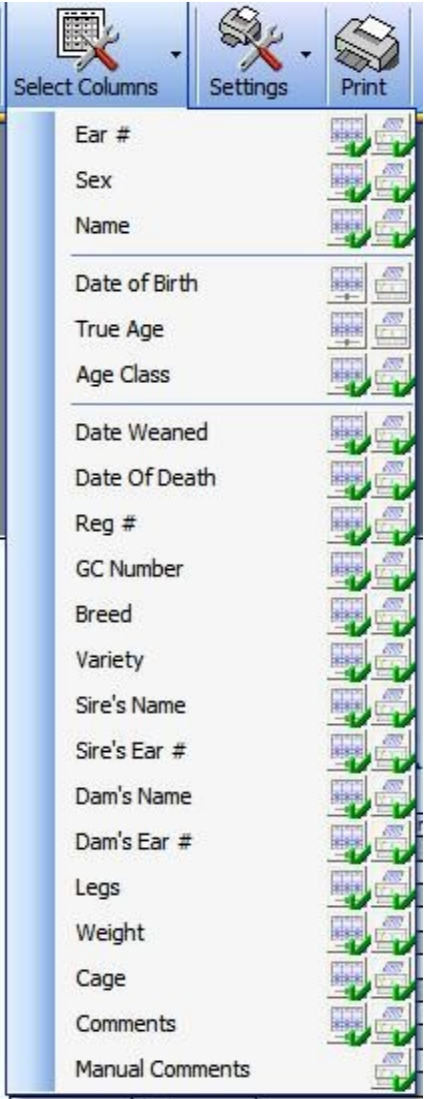 Select Columns Settings Print
Ear #
Sex
Name
Date of Birth
True Age
Age Class
Date Weaned
Date Of Death
Reg #
GC Number
Breed
Variety
Sire's Name
Sire's Ear #
Dam's Name
Dam's Ear #
Legs
Weight
Cage
Comments
Manual Comments